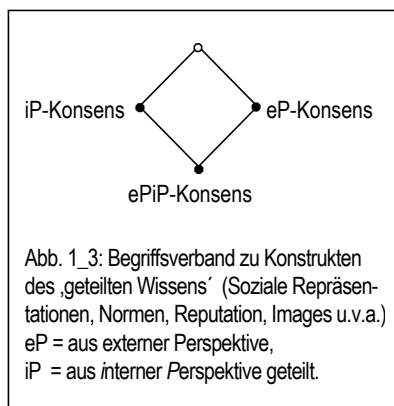 iP-Konsens eP-Konsens
ePiP-Konsens
Abb. 1_3: Begriffsverband zu Konstrukten
des ‚geteilten Wissens´ (Soziale Repräsen-
tationen, Normen, Reputation, Images u.v.a.)
eP = aus externer Perspektive,
iP = aus interner Perspektive geteilt.